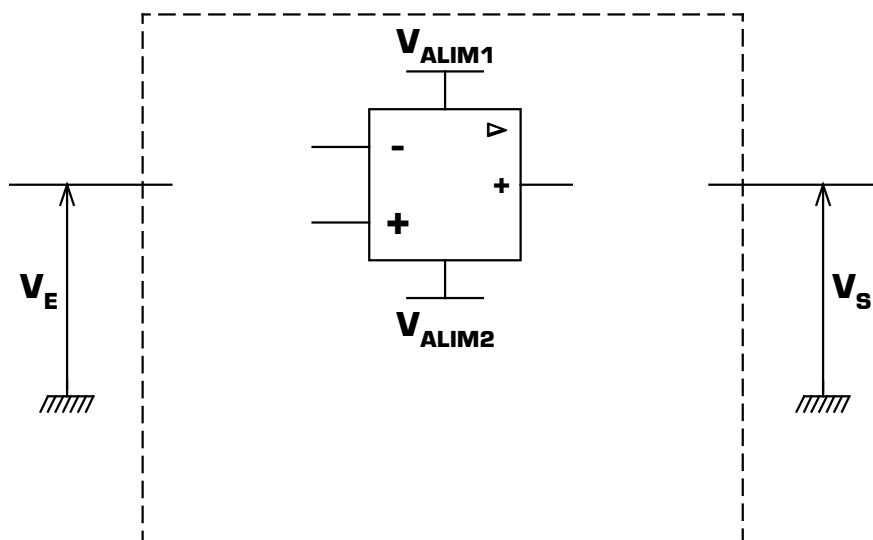 V_ALIM1
-
+
+
V_E
V_S
V_ALIM2